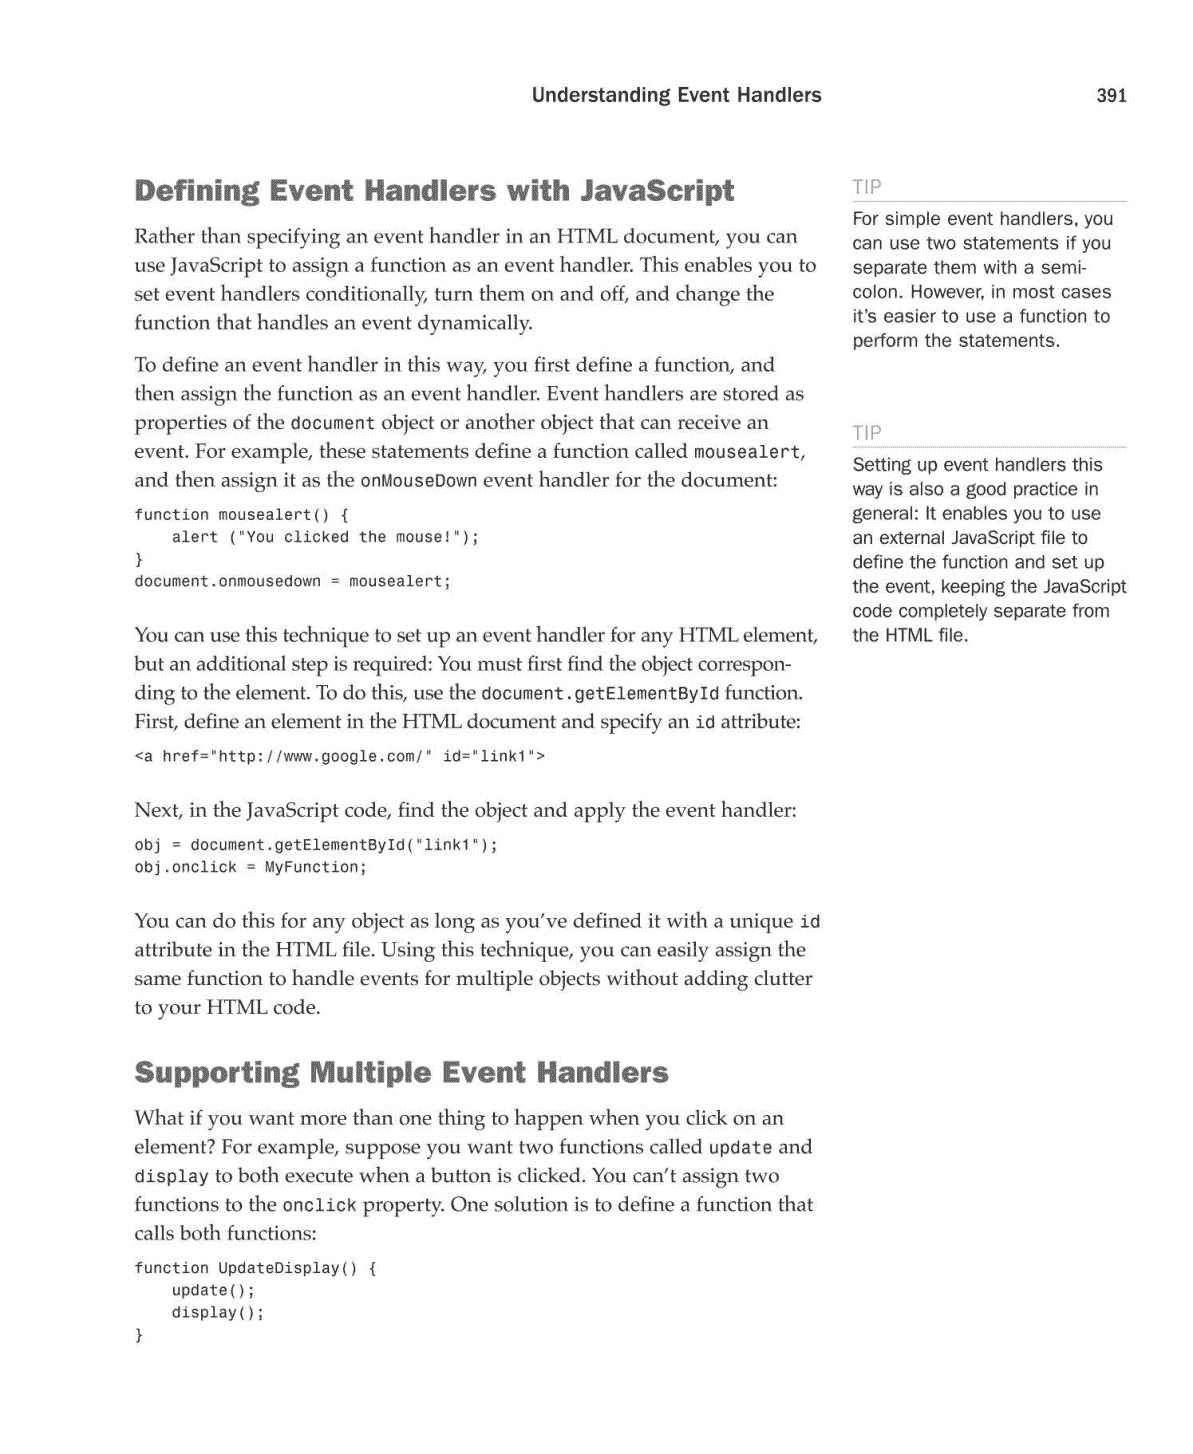 Understanding Event Handlers 391
Defining Event Handlers with JavaScript
Rather than specifying an event handler in an HTML document, you can
use JavaScript to assign a function as an event handler. This enables you to
set event handlers conditionally, turn them on and off, and change the
function that handles an event dynamically.
To define an event handler in this way, you first define a function, and
then assign the function as an event handler. Event handlers are stored as
properties of the document object or another object that can receive an
event. For example, these statements define a function called mousealert,
and then assign it as the onMouseDown event handler for the document:
function mousealert() {
    alert ("You clicked the mouse!");
}
document.onmousedown = mousealert;
You can use this technique to set up an event handler for any HTML element,
but an additional step is required: You must first find the object correspon-
ding to the element. To do this, use the document.getElementById function.
First, define an element in the HTML document and specify an id attribute:
<a href="http://www.google.com/" id="link1">
Next, in the JavaScript code, find the object and apply the event handler:
obj = document.getElementById("link1");
obj.onclick = MyFunction;
You can do this for any object as long as you've defined it with a unique id
attribute in the HTML file. Using this technique, you can easily assign the
same function to handle events for multiple objects without adding clutter
to your HTML code.
Supporting Multiple Event Handlers
What if you want more than one thing to happen when you click on an
element? For example, suppose you want two functions called update and
display to both execute when a button is clicked. You can't assign two
functions to the onclick property. One solution is to define a function that
calls both functions:
function UpdateDisplay() {
    update();
    display();
}
TIP
For simple event handlers, you
can use two statements if you
separate them with a semi-
colon. However, in most cases
it's easier to use a function to
perform the statements.
TIP
Setting up event handlers this
way is also a good practice in
general: It enables you to use
an external JavaScript file to
define the function and set up
the event, keeping the JavaScript
code completely separate from
the HTML file.